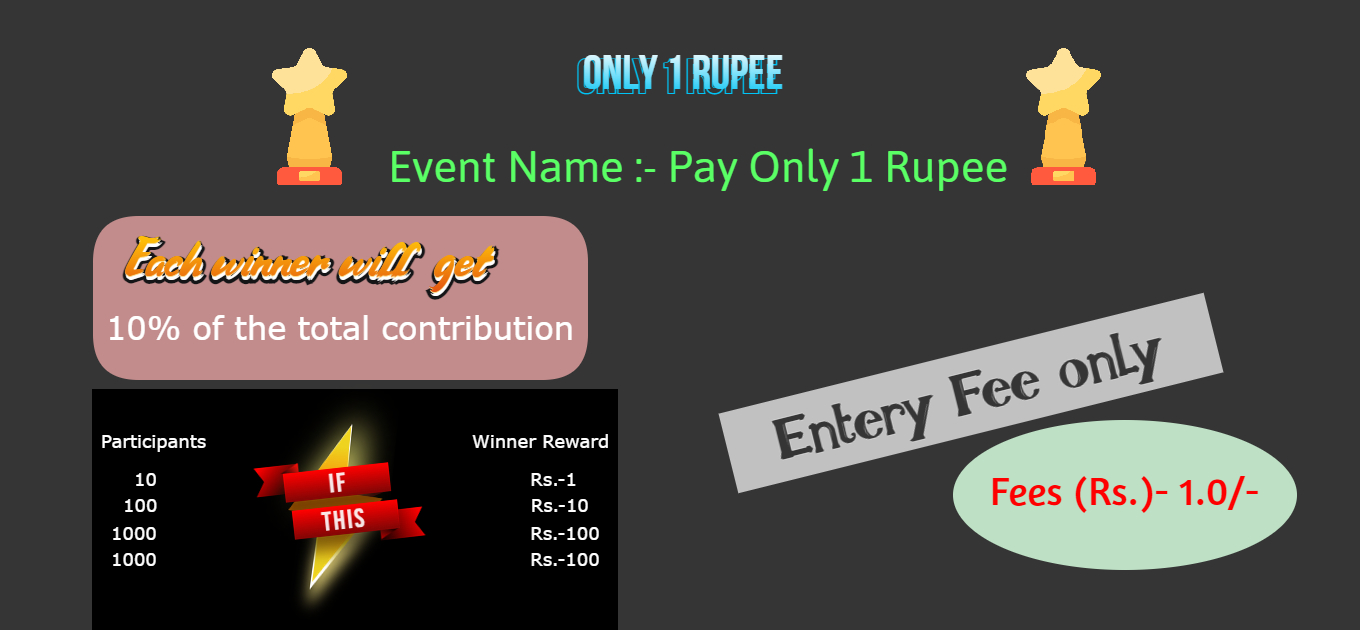 ONLY 1 RUPEE
Event Name :- Pay Only 1 Rupee
Each winner will get
10% of the total contribution
Entery Fee only
Fees (Rs.)- 1.0/-
Participants Winner Reward
IF
THIS
10 Rs.-1
100 Rs.-10
1000 Rs.-100
1000 Rs.-100